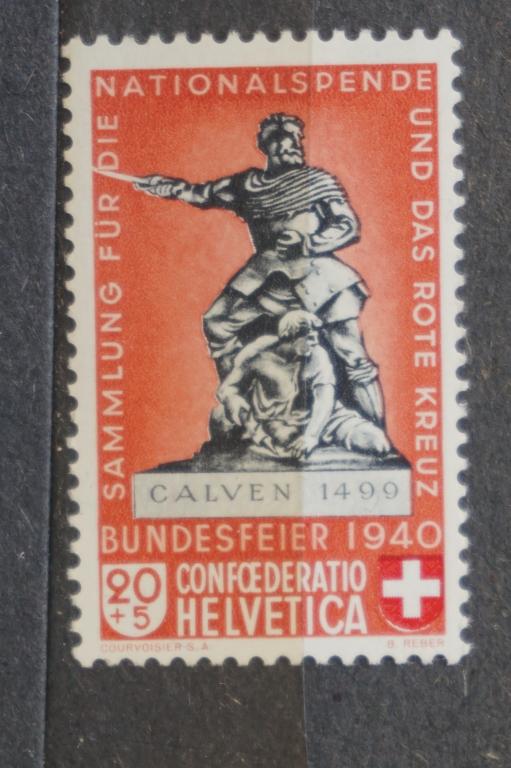 SAMMLUNG FÜR DIE
NATIONALSPENDE
UND DAS ROTE KREUZ
CALVEN 1499
BUNDESFEIER 1940
20
+5
CONFŒDERATIO
HELVETICA
COURVOISIER S.A.
B. REBER